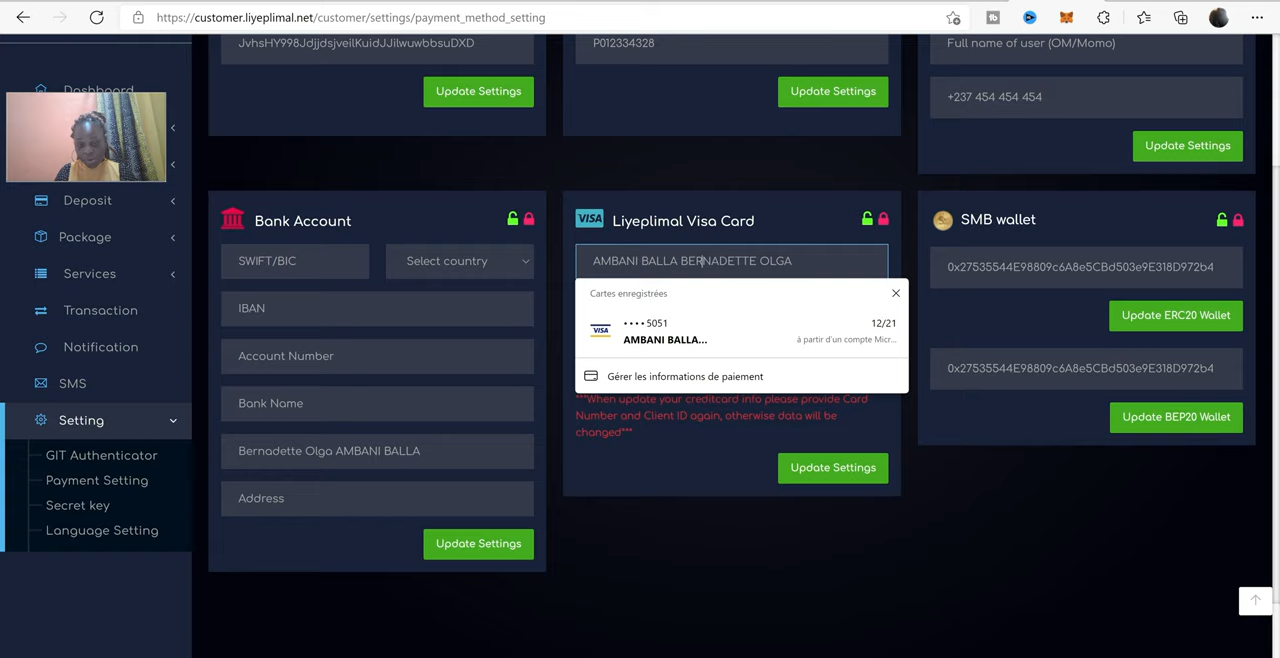 https://customer.liyeplimal.net/customer/settings/payment_method_setting
JvhsHY998JdjjdsjveilKuidJJilwuwbbsuDXD
P012334328
Full name of user (OM/Momo)
Dashboard
Update Settings
Update Settings
+237 454 454 454
Update Settings
Deposit
Package
Services
Transaction
Notification
SMS
Setting
GIT Authenticator
Payment Setting
Secret key
Language Setting
Bank Account
SWIFT/BIC
Select country
IBAN
Account Number
Bank Name
Bernadette Olga AMBANI BALLA
Address
Update Settings
VISA
Liyeplimal Visa Card
AMBANI BALLA BERNADETTE OLGA
Cartes enregistrées
VISA
•••• 5051
12/21
AMBANI BALLA...
à partir d'un compte Micr...
Gérer les informations de paiement
***When update your creditcard info please provide Card
Number and Client ID again, otherwise data will be
changed***
Update Settings
SMB wallet
0x27535544E98809c6A8e5CBd503e9E318D972b4
Update ERC20 Wallet
0x27535544E98809c6A8e5CBd503e9E318D972b4
Update BEP20 Wallet